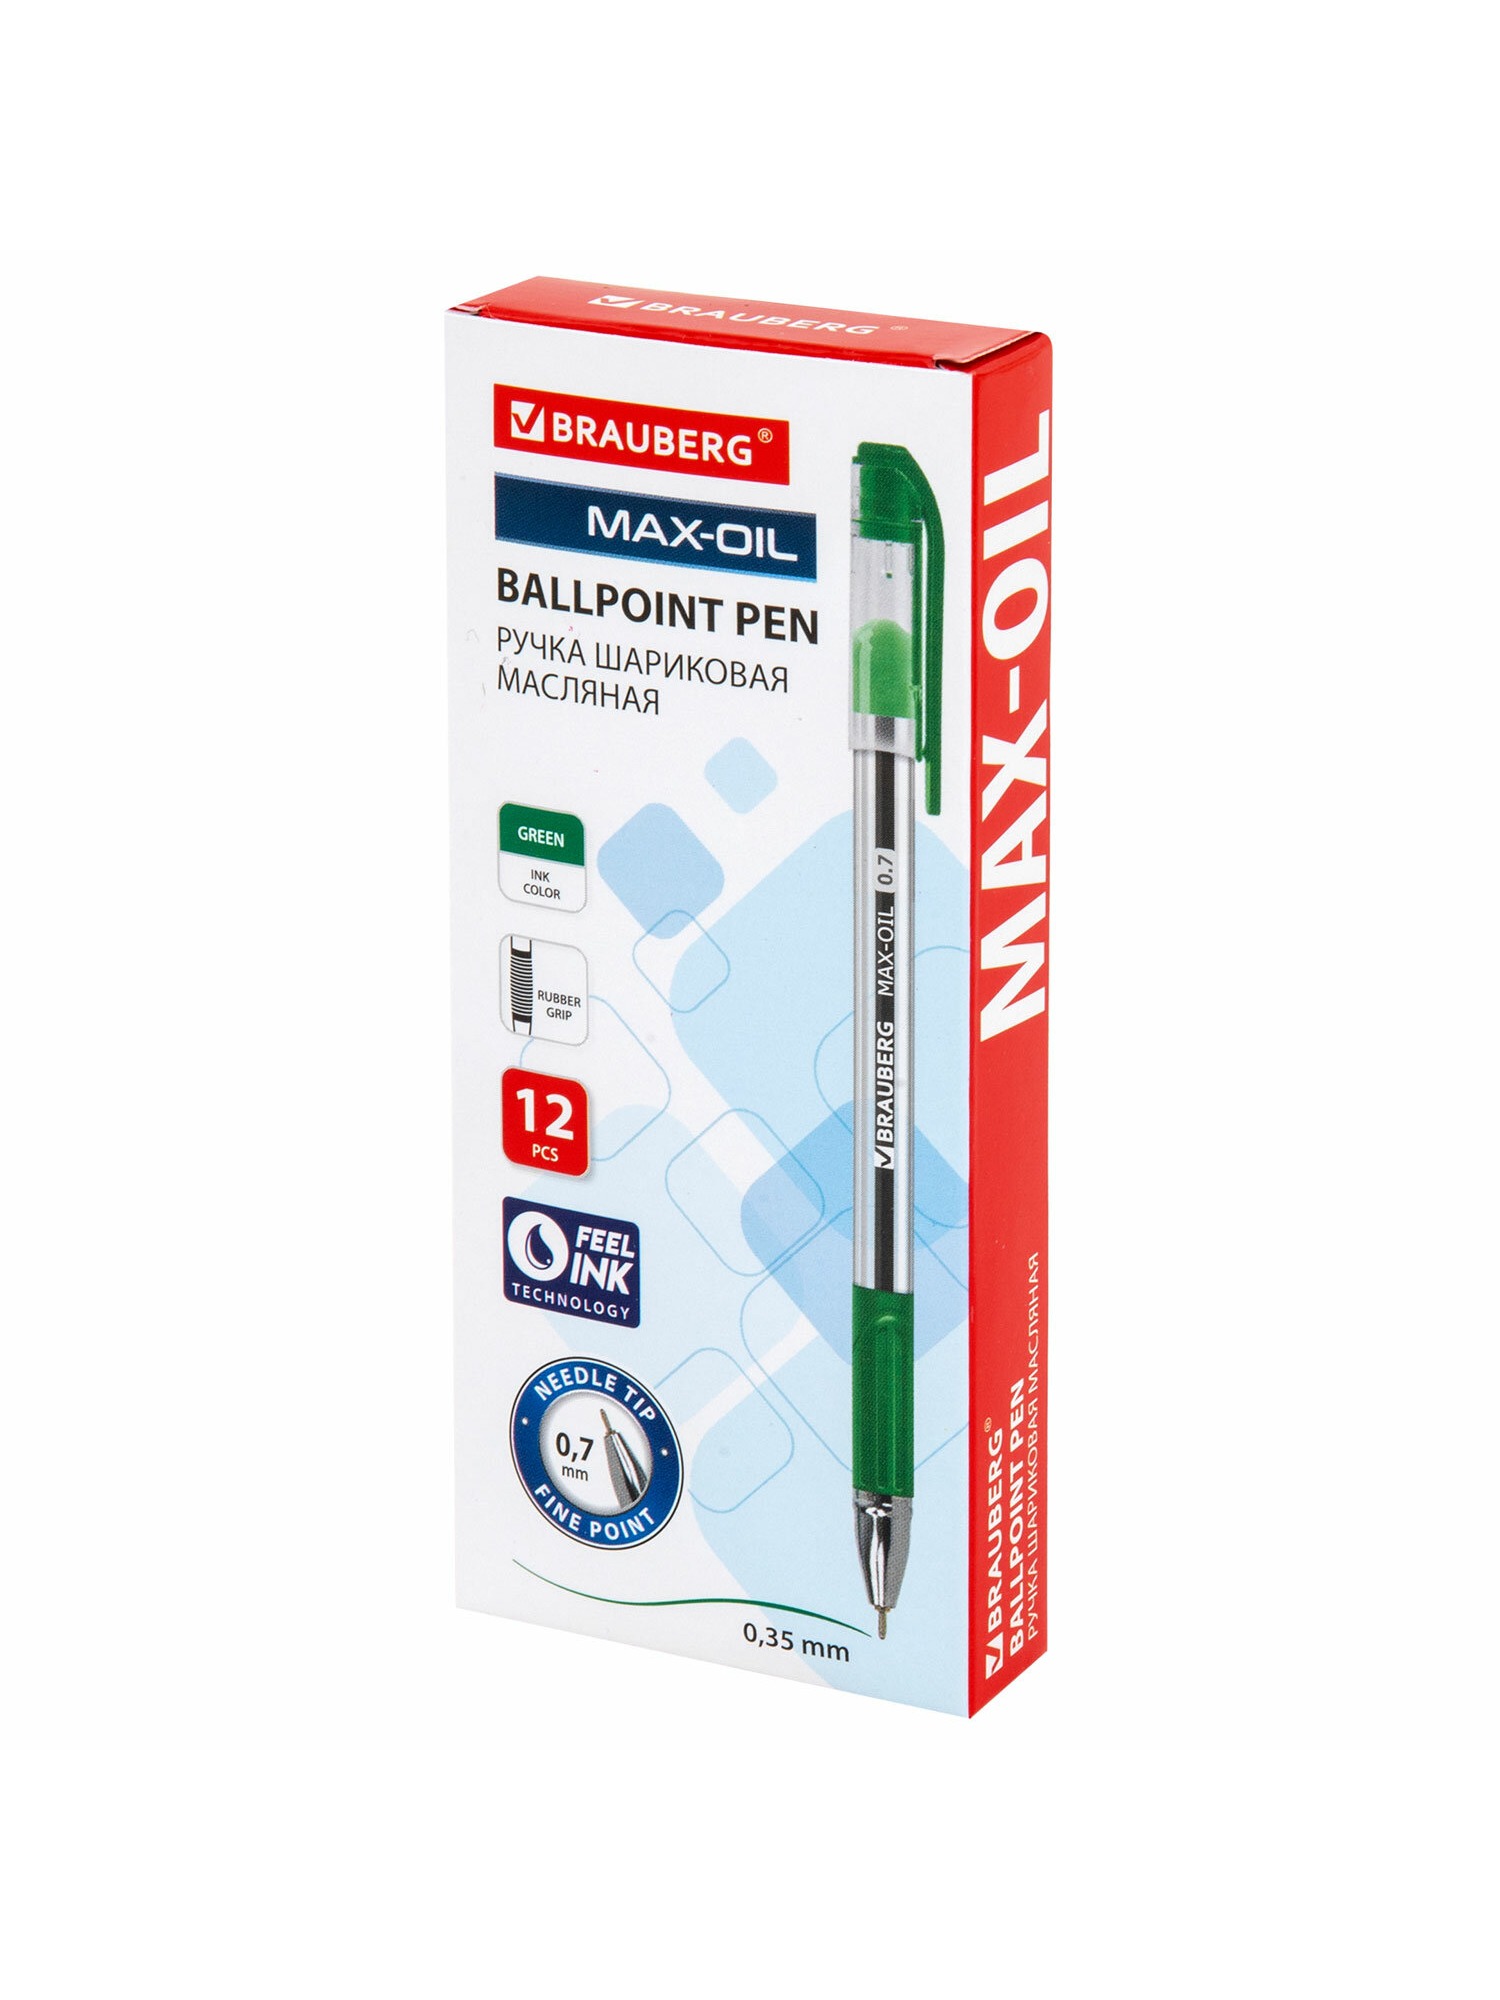 BRAUBERG ®
BRAUBERG®
MAX-OIL
BALLPOINT PEN
РУЧКА ШАРИКОВАЯ
МАСЛЯНАЯ
GREEN
INK
COLOR
RUBBER
GRIP
12
PCS
FEEL
INK
TECHNOLOGY
NEEDLE TIP
0,7
mm
FINE POINT
0,35 mm
BRAUBERG MAX-OIL 0.7
MAX-OIL
BRAUBERG®
BALLPOINT PEN
РУЧКА ШАРИКОВАЯ МАСЛЯНАЯ